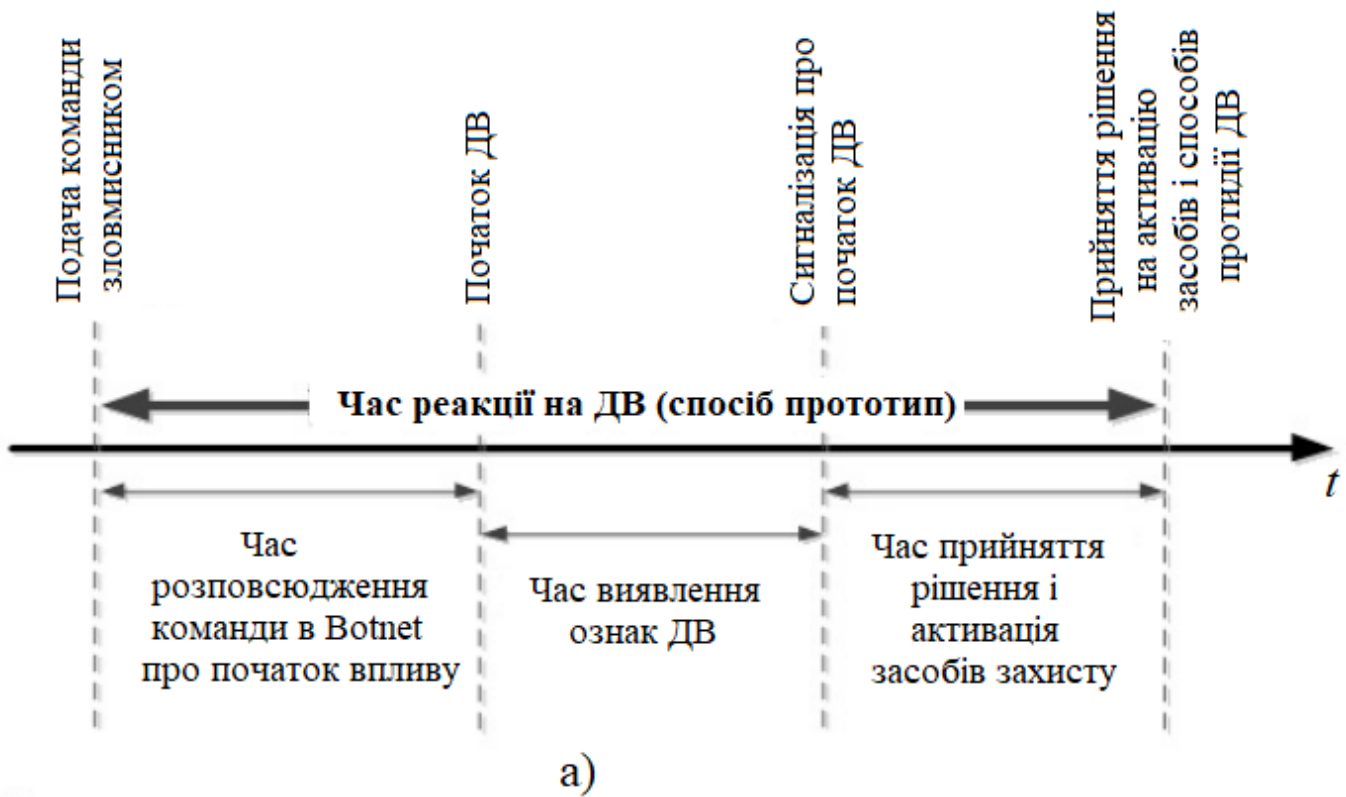 Подача команди
зловмисником
Початок ДВ
Сигналізація про
початок ДВ
Прийняття рішення
на активацію
засобів і способів
протидії ДВ
Час реакції на ДВ (спосіб прототип)
t
Час
розповсюдження
команди в Botnet
про початок впливу
Час виявлення
ознак ДВ
Час прийняття
рішення і
активація
засобів захисту
а)